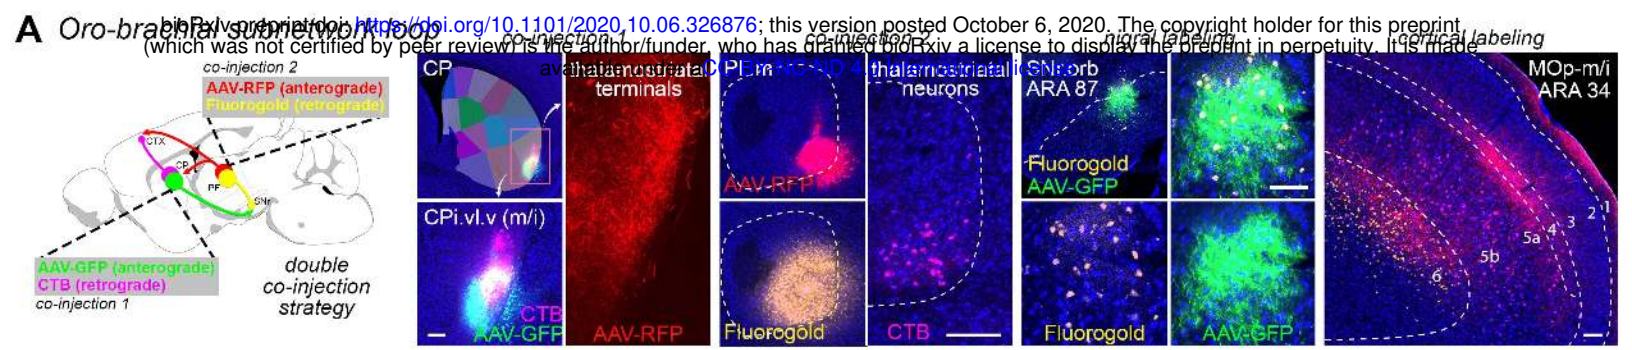 bioRxiv preprint doi: https://doi.org/10.1101/2020.10.06.326876; this version posted October 6, 2020. The copyright holder for this preprint
(which was not certified by peer review) is the author/funder, who has granted bioRxiv a license to display the preprint in perpetuity. It is made
available under aCC-BY-NC-ND 4.0 International license.
A Oro-brachial subnetwork loop
co-injection 1
co-injection 2
nigral labeling
cortical labeling
co-injection 2
AAV-RFP (anterograde)
Fluorogold (retrograde)
CTX
CP
PF
SNr
AAV-GFP (anterograde)
CTB (retrograde)
co-injection 1
double
co-injection
strategy
CP
CPi.vl.v (m/i)
CTB
AAV-GFP
thalamostriatal
terminals
AAV-RFP
AAV-RFP
Fluorogold
thalamostriatal
neurons
CTB
ARA 87
Fluorogold
AAV-GFP
Fluorogold
AAV-GFP
MOp-m/i
ARA 34
1
2
3
4
5a
5b
6